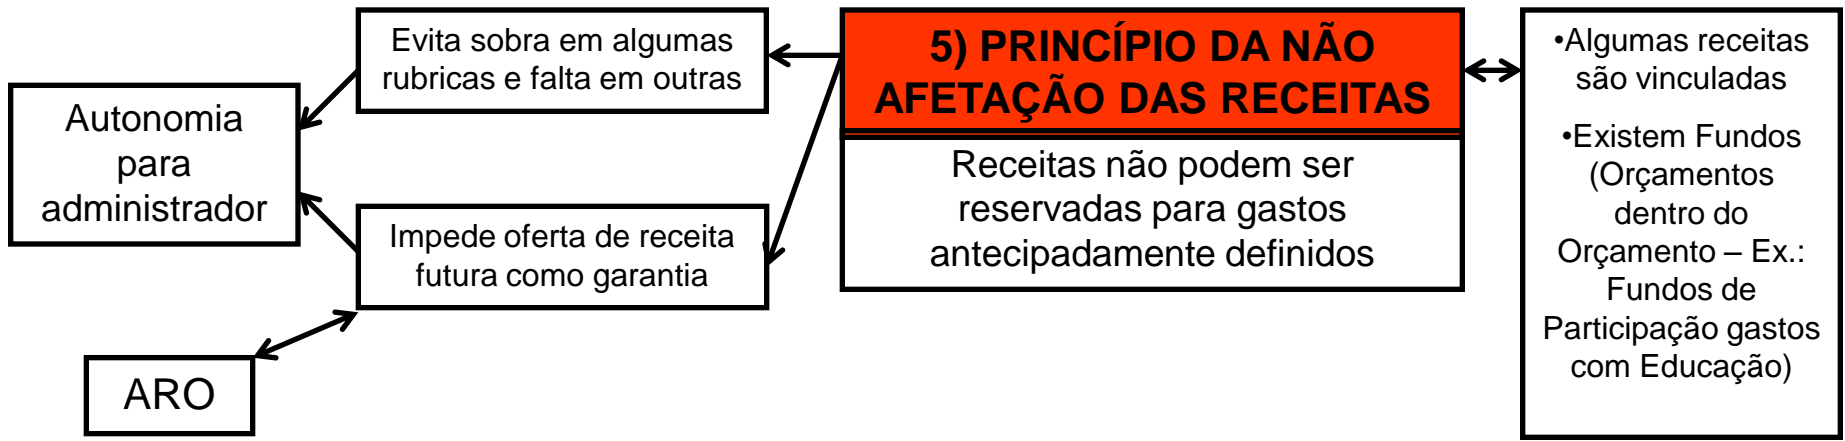 Evita sobra em algumas
rubricas e falta em outras
Autonomia
para
administrador
Impede oferta de receita
futura como garantia
ARO
5) PRINCÍPIO DA NÃO
AFETAÇÃO DAS RECEITAS
Receitas não podem ser
reservadas para gastos
antecipadamente definidos
•Algumas receitas
são vinculadas
•Existem Fundos
(Orçamentos
dentro do
Orçamento – Ex.:
Fundos de
Participação gastos
com Educação)